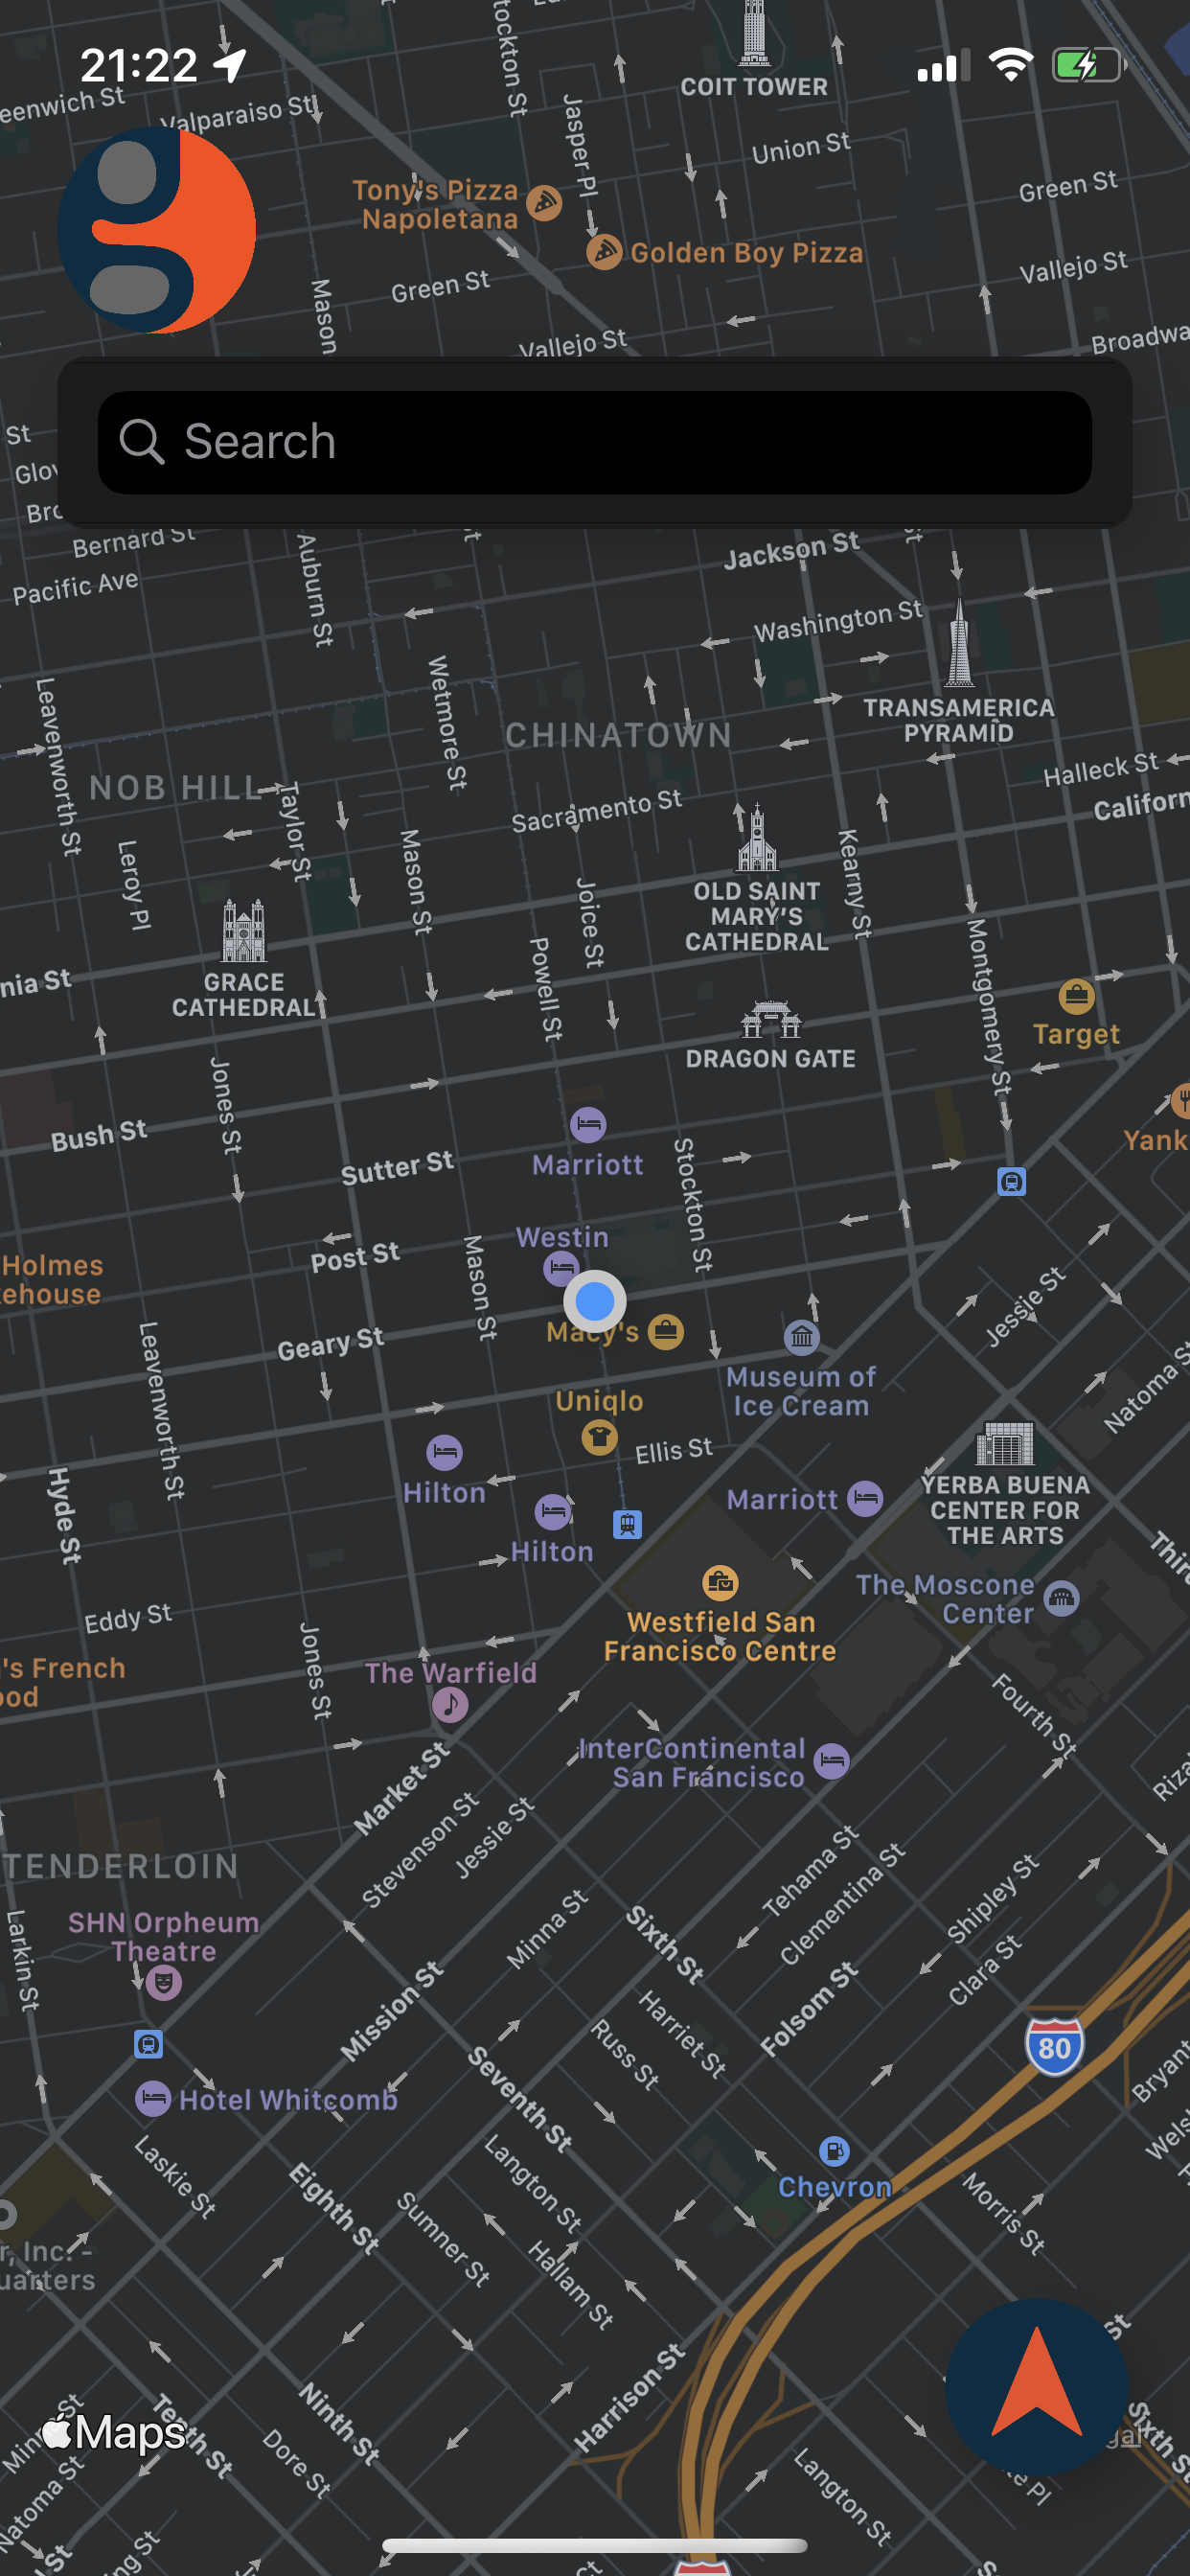 21:22
COIT TOWER
Valparaiso St
Stockton St
Jasper Pl
Union St
Green St
Tony's Pizza
Napoletana
Golden Boy Pizza
Mason
Green St
Vallejo St
Vallejo St
Search
St
Bernard St
Pacific Ave
Auburn St
Jackson St
Washington St
Leavenworth St
Wetmore St
CHINATOWN
TRANSAMERICA
PYRAMID
NOB HILL
Taylor St
Halleck St
Sacramento St
Leroy Pl
Mason St
Kearny St
OLD SAINT
MARY'S
CATHEDRAL
Joice St
Powell St
Montgomery St
GRACE
CATHEDRAL
nia St
Target
DRAGON GATE
Jones St
Bush St
Yank
Marriott
Sutter St
Stockton St
Westin
Post St
Mason St
Holmes
ehouse
Jessie St
Geary St
Macy's
Leavenworth St
Museum of
Ice Cream
Natoma St
Uniqlo
Ellis St
Hyde St
Hilton
Marriott
YERBA BUENA
CENTER FOR
THE ARTS
Hilton
The Moscone
Center
Westfield San
Francisco Centre
Eddy St
Jones St
's French
ood
The Warfield
Fourth St
InterContinental
San Francisco
Market St
Stevenson St
Jessie St
Tehama St
Clementina St
Shipley St
TENDERLOIN
SHN Orpheum
Theatre
Larkin St
Minna St
Sixth St
Clara St
Mission St
Folsom St
Harriet St
Russ St
80
Seventh St
Bryant
Hotel Whitcomb
Laskie St
Langton St
Chevron
Eighth St
Sumner St
Morris St
r, Inc. -
uarters
Hallam St
Harrison St
Ninth St
Tenth St
Maps
Dore St
Sixth St
Natoma St
Langton St